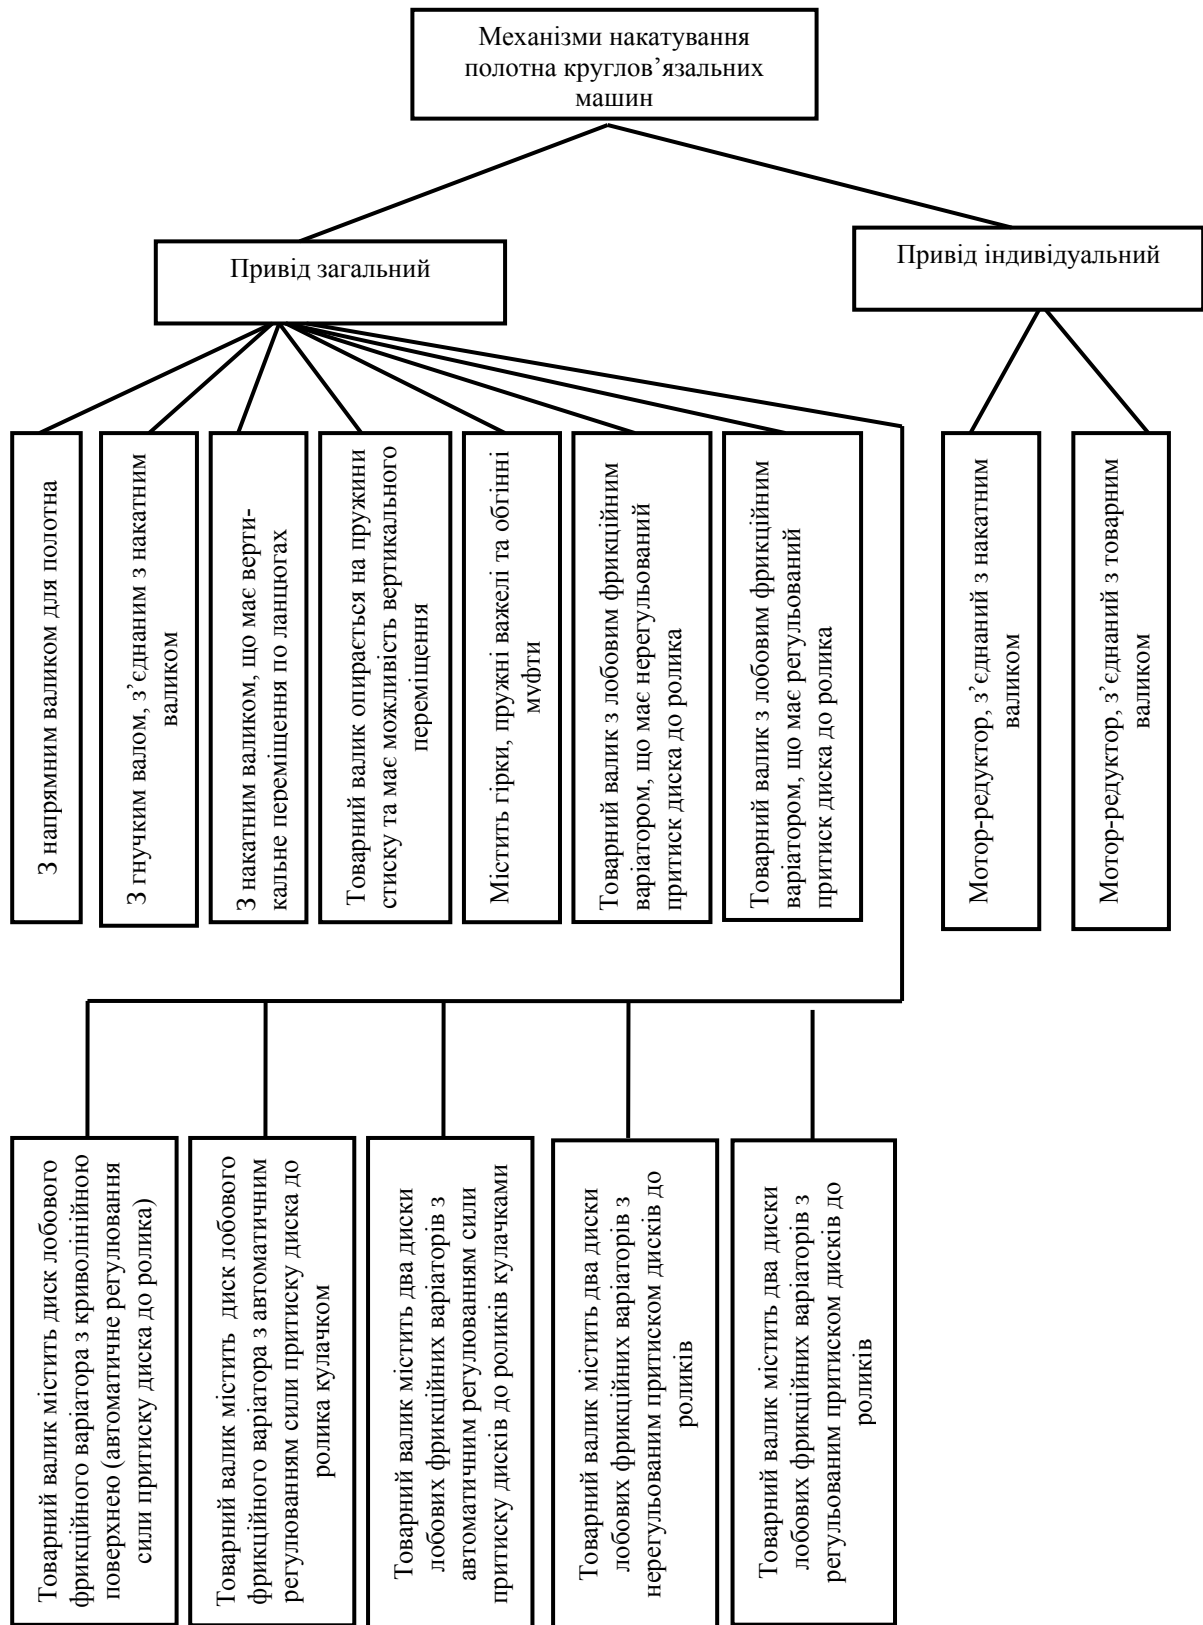 Механізми накатування
полотна круглов’язальних
машин
Привід загальний
Привід індивідуальний
З напрямним валиком для полотна
З гнучким валом, з’єднаним з накатним
валиком
З накатним валиком, що має верти-
кальне переміщення по ланцюгах
Товарний валик опирається на пружини
стиску та має можливість вертикального
переміщення
Містить гірки, пружні важелі та обгінні
муфти
Товарний валик з лобовим фрикційним
варіатором, що має нерегульований
притиск диска до ролика
Товарний валик з лобовим фрикційним
варіатором, що має регульований
притиск диска до ролика
Мотор-редуктор, з’єднаний з накатним
валиком
Мотор-редуктор, з’єднаний з товарним
валиком
Товарний валик містить диск лобового
фрикційного варіатора з криволінійною
поверхнею (автоматичне регулювання
сили притиску диска до ролика)
Товарний валик містить диск лобового
фрикційного варіатора з автоматичним
регулюванням сили притиску диска до
ролика кулачком
Товарний валик містить два диски
лобових фрикційних варіаторів з
автоматичним регулюванням сили
притиску дисків до роликів кулачками
Товарний валик містить два диски
лобових фрикційних варіаторів з
нерегульованим притиском дисків до
роликів
Товарний валик містить два диски
лобових фрикційних варіаторів з
регульованим притиском дисків до
роликів